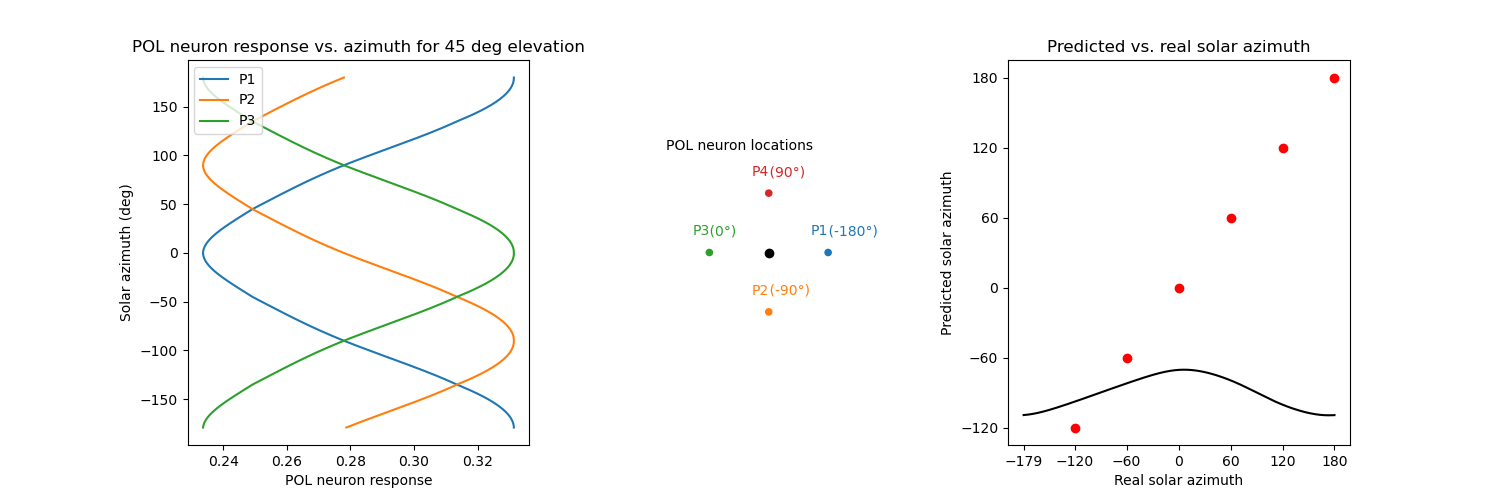 POL neuron response vs. azimuth for 45 deg elevation
P1
P2
P3
150
100
50
0
−50
−100
−150
Solar azimuth (deg)
0.24 0.26 0.28 0.30 0.32
POL neuron response
POL neuron locations
P4(90°)
P3(0°) P1(-180°)
P2(-90°)
Predicted vs. real solar azimuth
180
120
60
0
−60
−120
Predicted solar azimuth
−179 −120 −60 0 60 120 180
Real solar azimuth